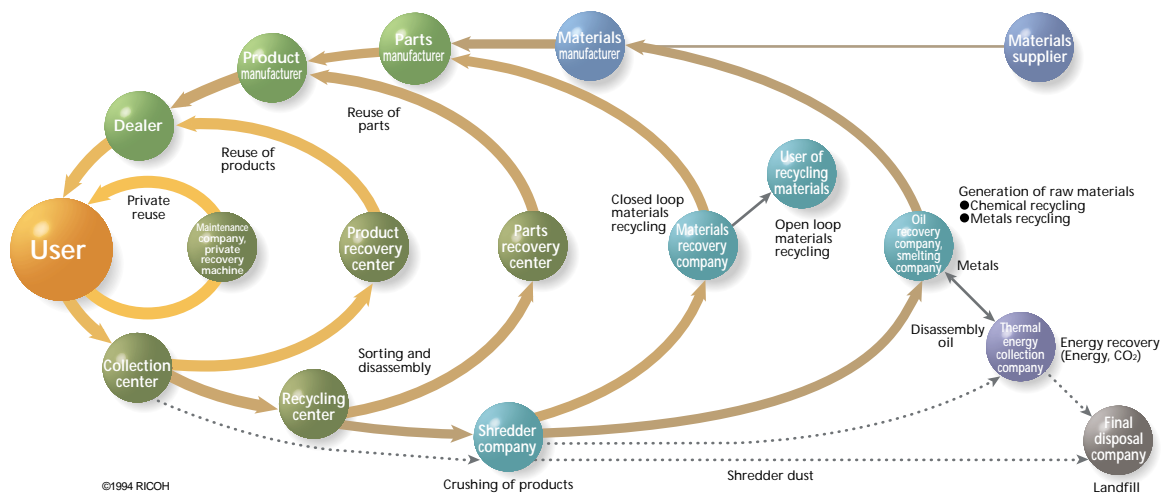 Materials
supplier
Materials
manufacturer
Parts
manufacturer
Product
manufacturer
Dealer
User
Reuse of
parts
Reuse of
products
Private
reuse
Maintenance
company,
private
recovery
machine
Product
recovery
center
Parts
recovery
center
Closed loop
materials
recycling
Materials
recovery
company
User of
recycling
materials
Open loop
materials
recycling
Oil
recovery
company,
smelting
company
Generation of raw materials
●Chemical recycling
●Metals recycling
Metals
Disassembly
oil
Thermal
energy
collection
company
Energy recovery
(Energy, CO₂)
Collection
center
Sorting and
disassembly
Recycling
center
Shredder
company
Crushing of products
Shredder dust
Final
disposal
company
Landfill
©1994 RICOH